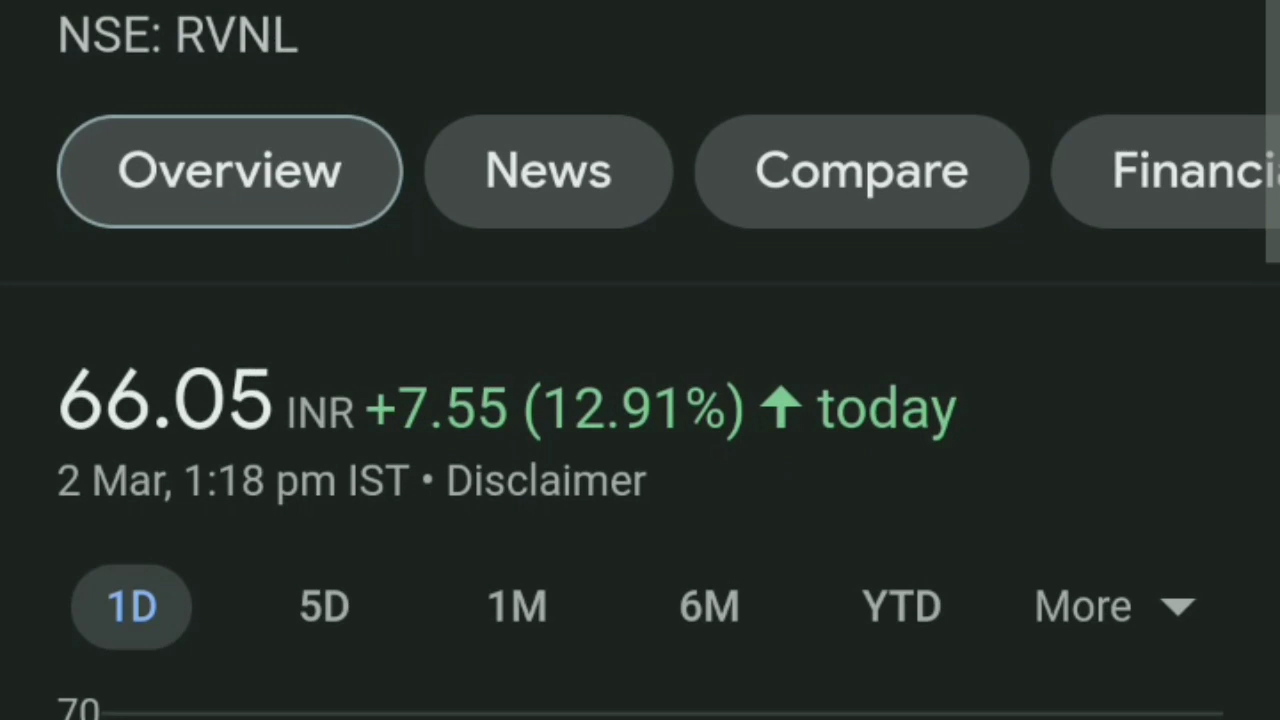 NSE: RVNL
Overview News Compare
66.05 INR +7.55 (12.91%) ↑ today
2 Mar, 1:18 pm IST • Disclaimer
1D 5D 1M 6M YTD More
70